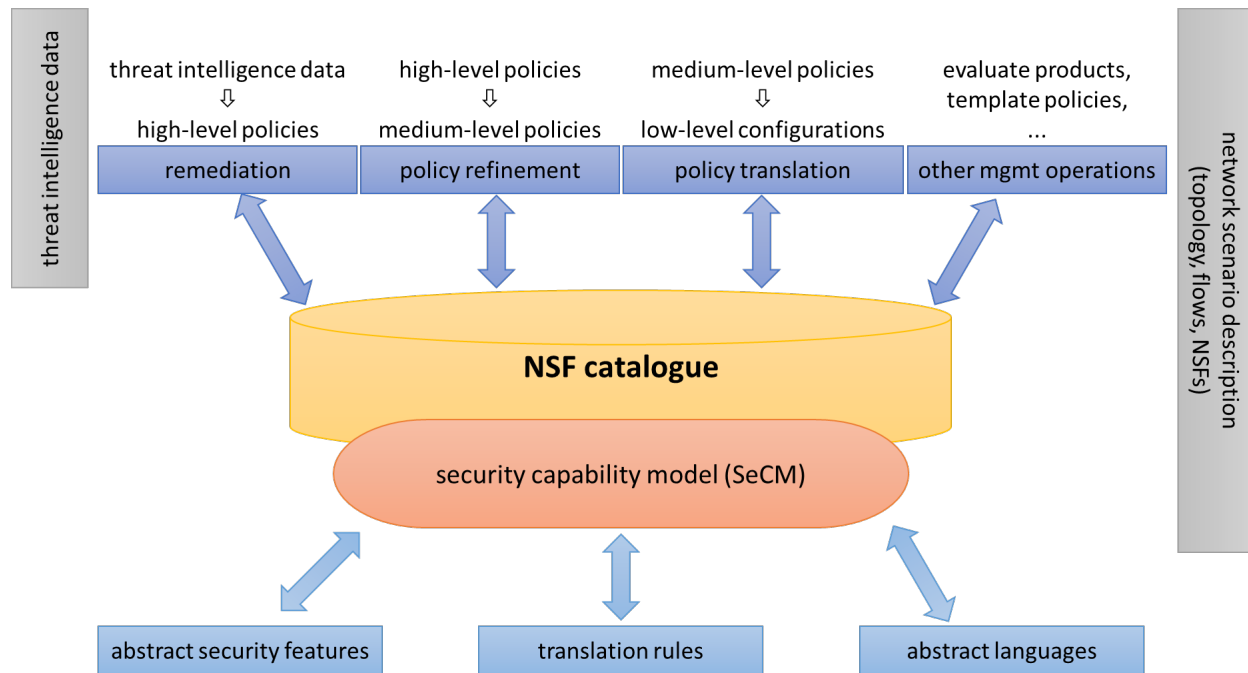 threat intelligence data
threat intelligence data
⇩
high-level policies
remediation
high-level policies
⇩
medium-level policies
policy refinement
medium-level policies
⇩
low-level configurations
policy translation
evaluate products,
template policies,
...
other mgmt operations
network scenario description
(topology, flows, NSFs)
NSF catalogue
security capability model (SeCM)
abstract security features
translation rules
abstract languages